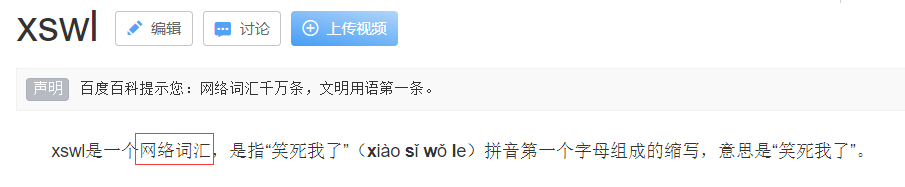 xswl 编辑 讨论 上传视频
声明 百度百科提示您：网络词汇千万条，文明用语第一条。
xswl是一个网络词汇，是指“笑死我了”（xiào sǐ wǒ le）拼音第一个字母组成的缩写，意思是“笑死我了”。